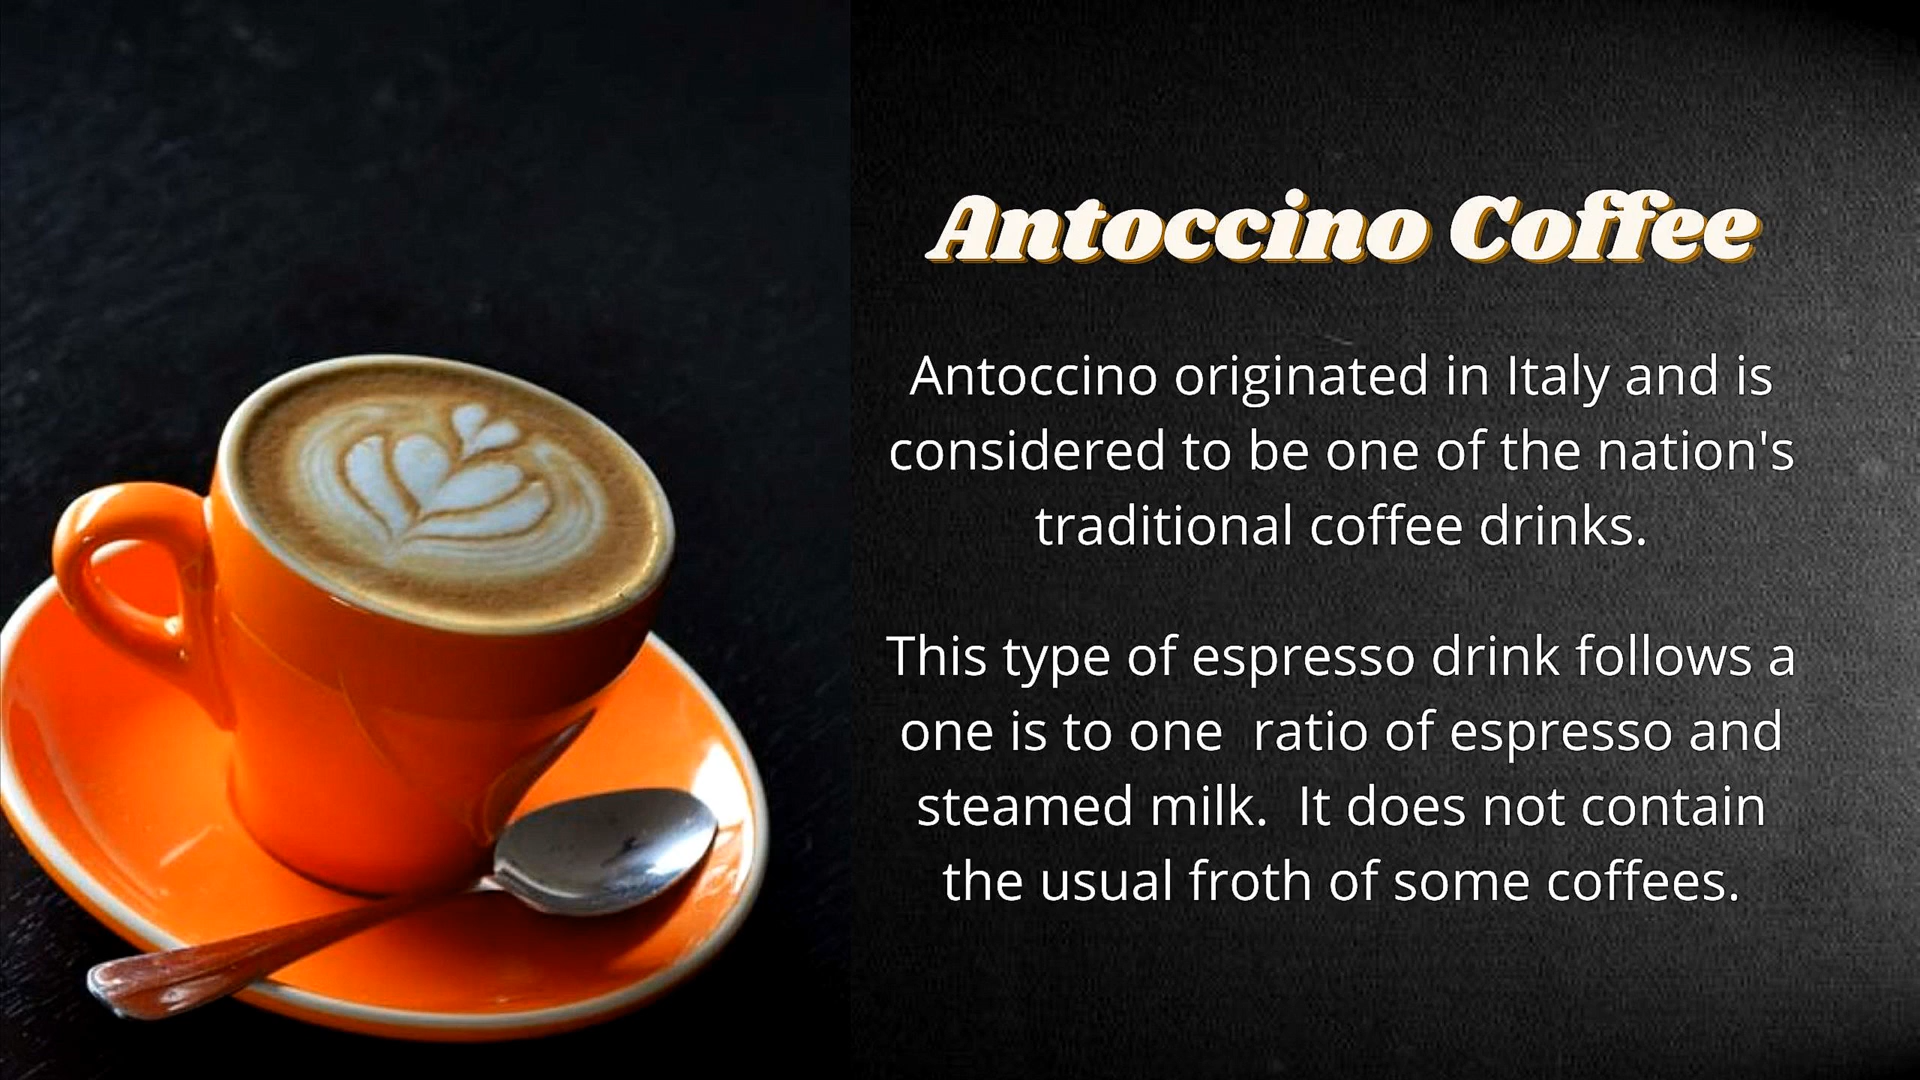 Antoccino Coffee
Antoccino originated in Italy and is
considered to be one of the nation's
traditional coffee drinks.
This type of espresso drink follows a
one is to one  ratio of espresso and
steamed milk.  It does not contain
the usual froth of some coffees.